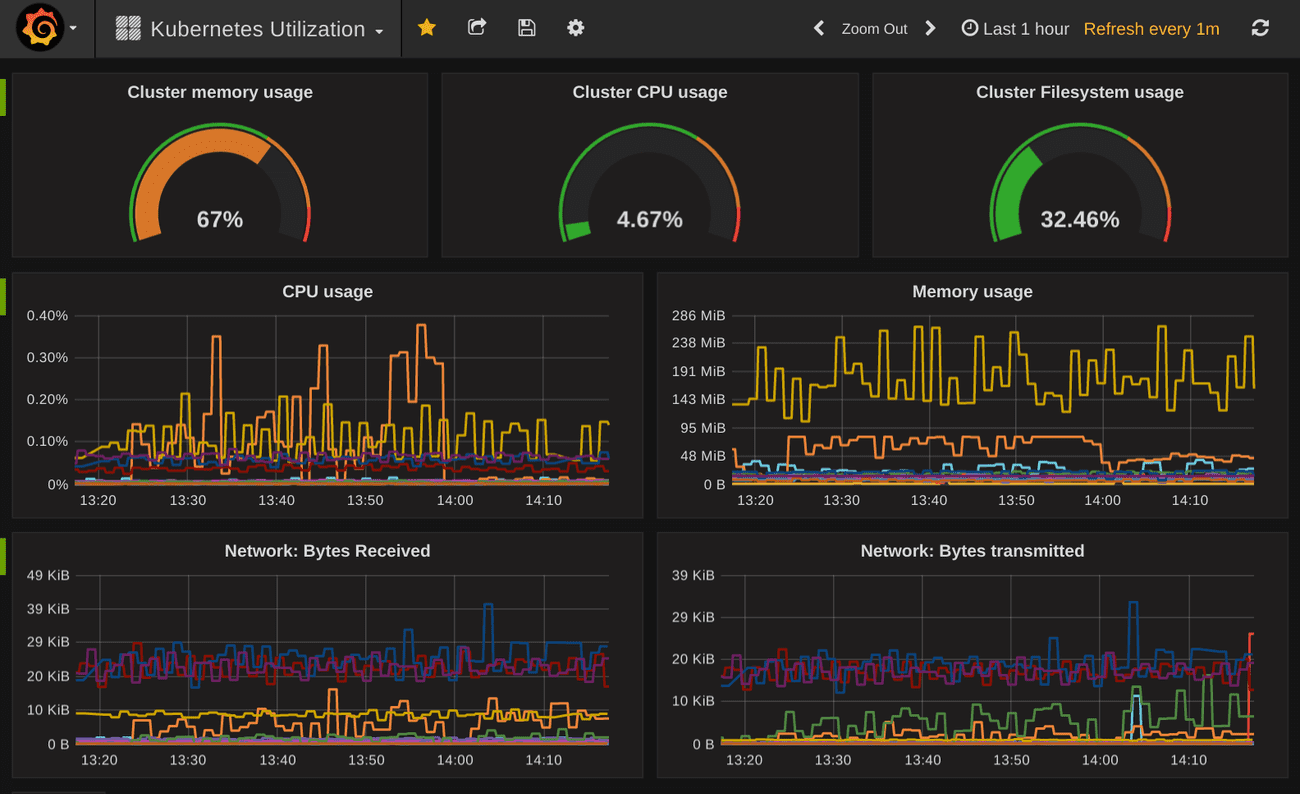 Kubernetes Utilization
Zoom Out
Last 1 hour
Refresh every 1m
Cluster memory usage
67%
Cluster CPU usage
4.67%
Cluster Filesystem usage
32.46%
CPU usage
0.40%
0.30%
0.20%
0.10%
0%
13:20 13:30 13:40 13:50 14:00 14:10
Memory usage
286 MiB
238 MiB
191 MiB
143 MiB
95 MiB
48 MiB
0 B
13:20 13:30 13:40 13:50 14:00 14:10
Network: Bytes Received
49 KiB
39 KiB
29 KiB
20 KiB
10 KiB
0 B
13:20 13:30 13:40 13:50 14:00 14:10
Network: Bytes transmitted
39 KiB
29 KiB
20 KiB
10 KiB
0 B
13:20 13:30 13:40 13:50 14:00 14:10